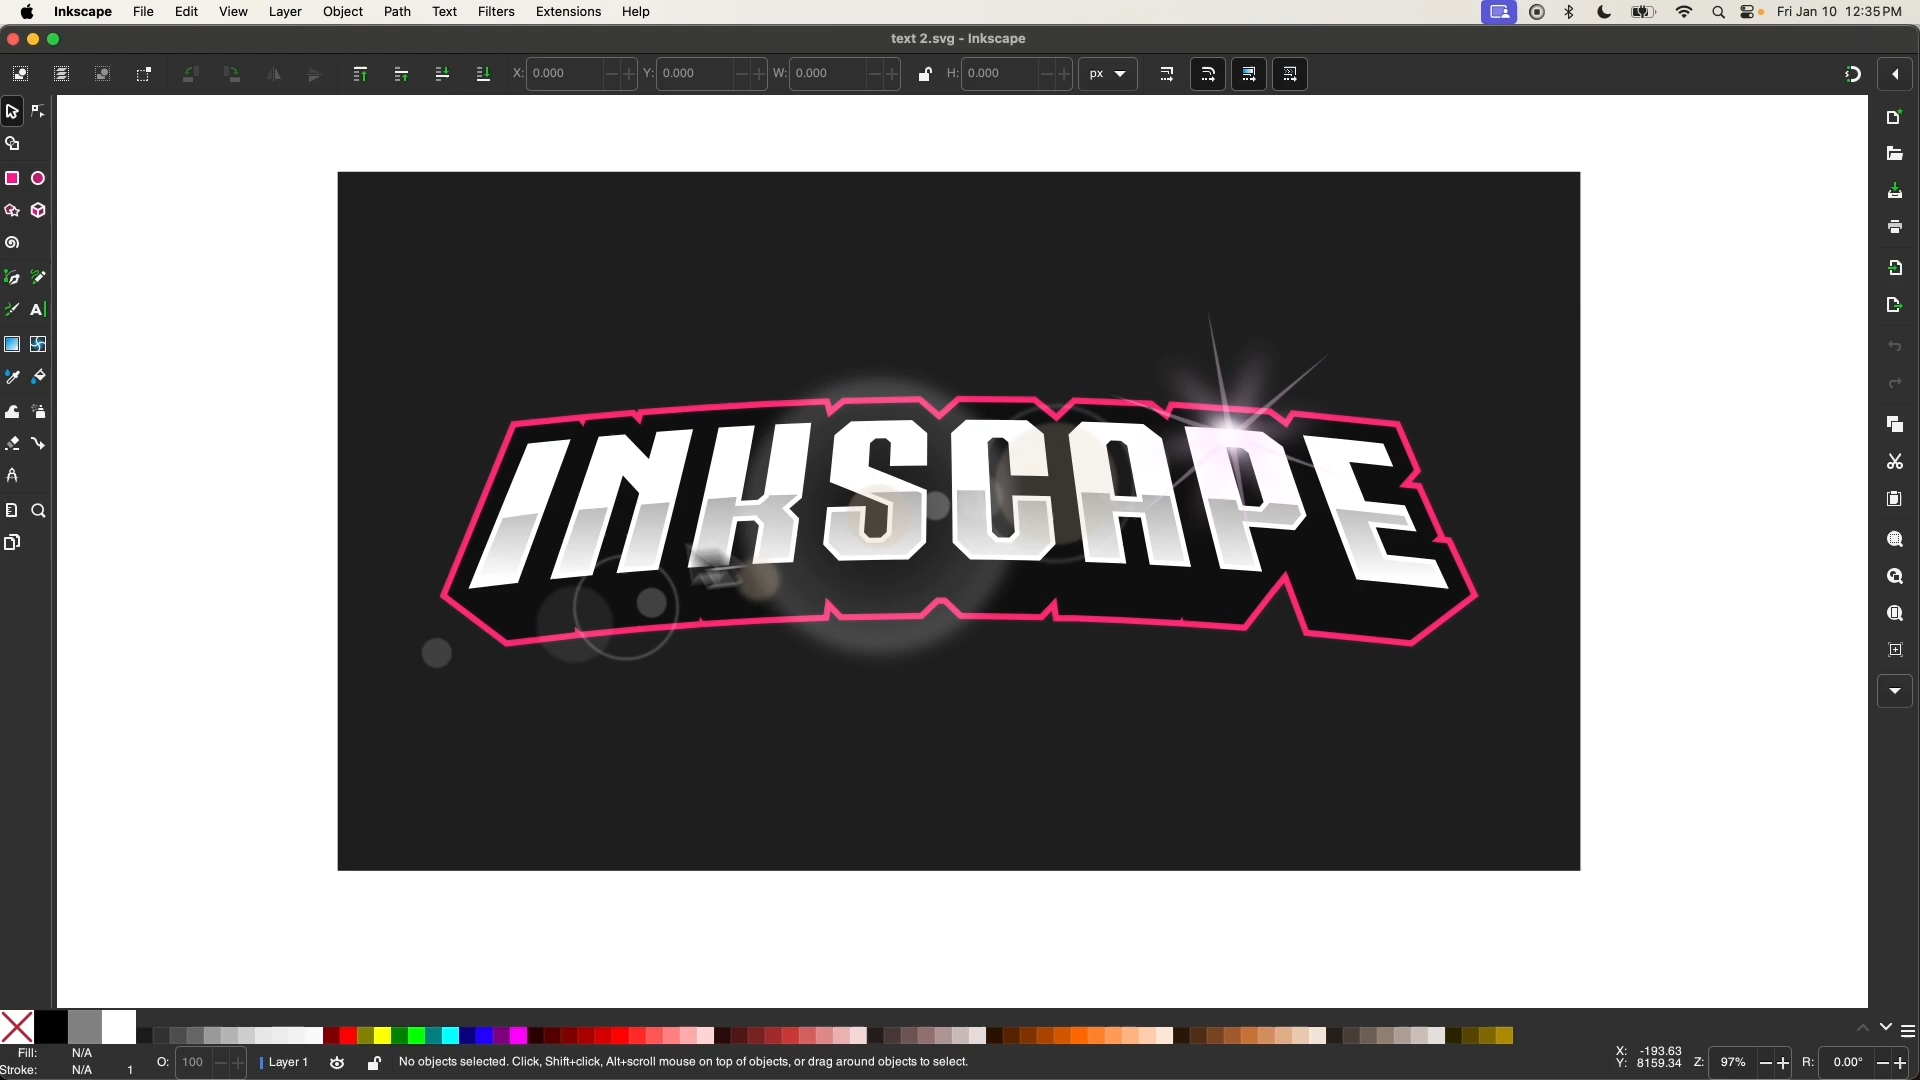 Inkscape File Edit View Layer Object Path Text Filters Extensions Help Fri Jan 10 12:35 PM
text 2.svg - Inkscape
X: 0.000 Y: 0.000 W: 0.000 H: 0.000 px
INKSCAPE
Fill: N/A
Stroke: N/A 1
O: 100 Layer 1 No objects selected. Click, Shift+click, Alt+scroll mouse on top of objects, or drag around objects to select.
X: -193.63
Y: 8159.34
Z: 97% R: 0.00°